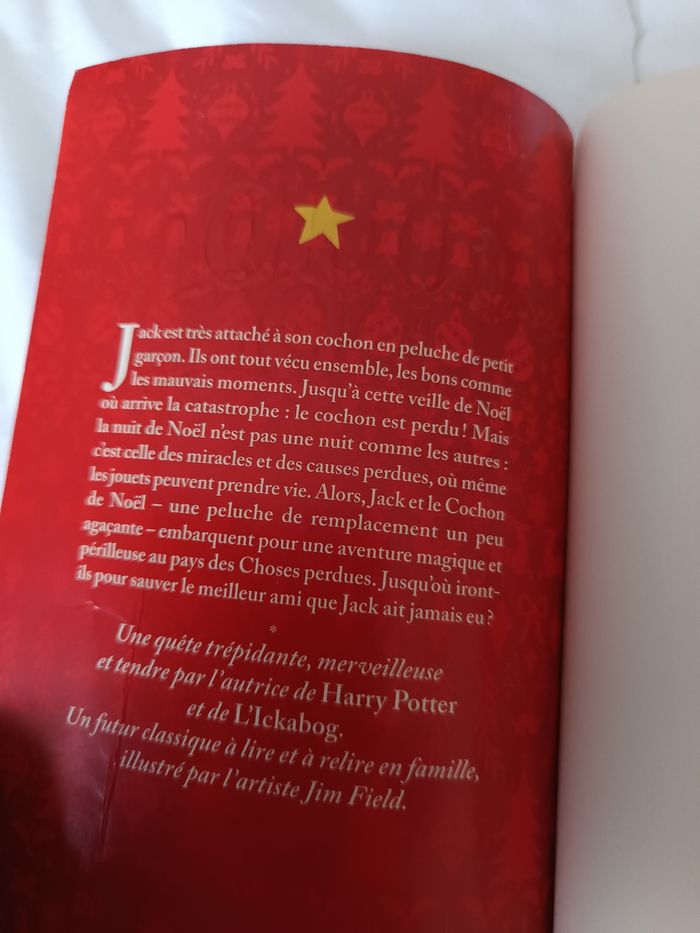 Jack est très attaché à son cochon en peluche de petit
garçon. Ils ont tout vécu ensemble, les bons comme
les mauvais moments. Jusqu'à cette veille de Noël
où arrive la catastrophe : le cochon est perdu ! Mais
la nuit de Noël n'est pas une nuit comme les autres :
c'est celle des miracles et des causes perdues, où même
les jouets peuvent prendre vie. Alors, Jack et le Cochon
de Noël – une peluche de remplacement un peu
agaçante – embarquent pour une aventure magique et
périlleuse au pays des Choses perdues. Jusqu'où iront-
ils pour sauver le meilleur ami que Jack ait jamais eu ?
*
Une quête trépidante, merveilleuse
et tendre par l'autrice de Harry Potter
et de L'Ickabog.
Un futur classique à lire et à relire en famille,
illustré par l'artiste Jim Field.